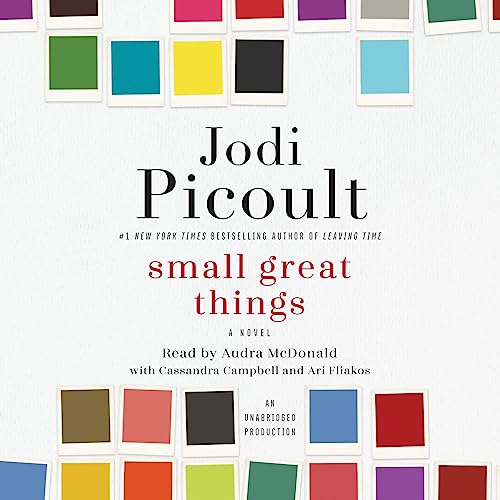 Jodi
Picoult
#1 NEW YORK TIMES BESTSELLING AUTHOR OF LEAVING TIME
small great
things
A NOVEL
Read by Audra McDonald
with Cassandra Campbell and Ari Fliakos
AN
UNABRIDGED
PRODUCTION